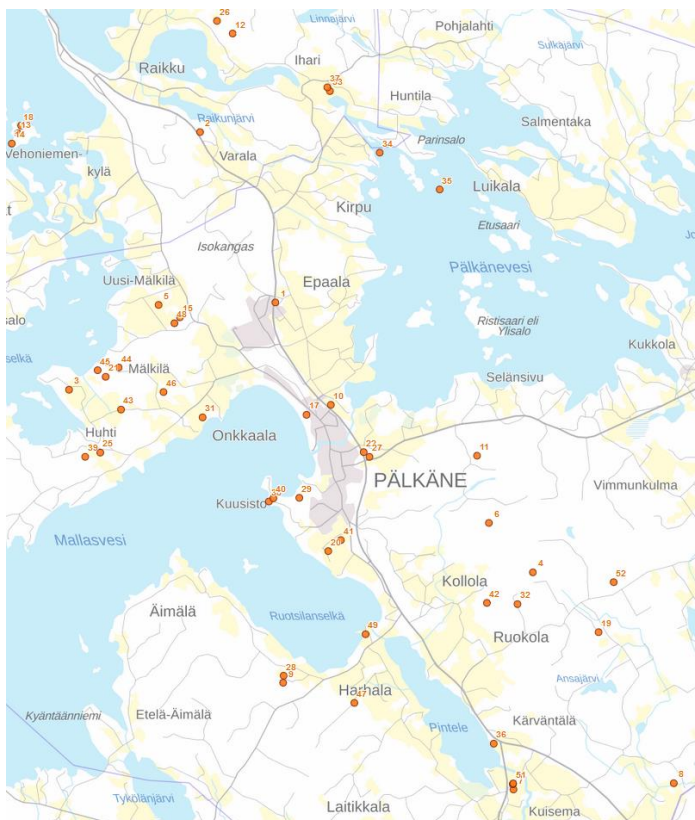 26
12
Linnajärvi
Pohjalahti
Sulkajärvi
Ihari
Raikku
37
Huntila
18
13
14
Vehoniemen-
kylä
2
Raikunjärvi
Varala
34
Parinsalo
Salmentaka
35
Luikala
Kirpu
Etusaari
Isokangas
Pälkänevesi
Uusi-Mälkilä
Epaala
5
15
48
1
Ristisaari eli
Ylisalo
salo
selkä
Kukkola
45
44
21
Mälkilä
3
46
Selänsivu
43
31
10
17
Onkkaala
Huhti
39
25
27
11
PÄLKÄNE
Vimmunkulma
40
29
Kuusisto
6
Mallasvesi
41
20
4
Kollola
52
Äimälä
42
32
Ruotsilanselkä
49
Ruokola
19
28
9
Ansajärvi
Harhala
47
Kyäntäänniemi
Etelä-Äimälä
Pintele
Kärväntälä
36
51
7
8
Tykölänjärvi
Laitikkala
Kuisema